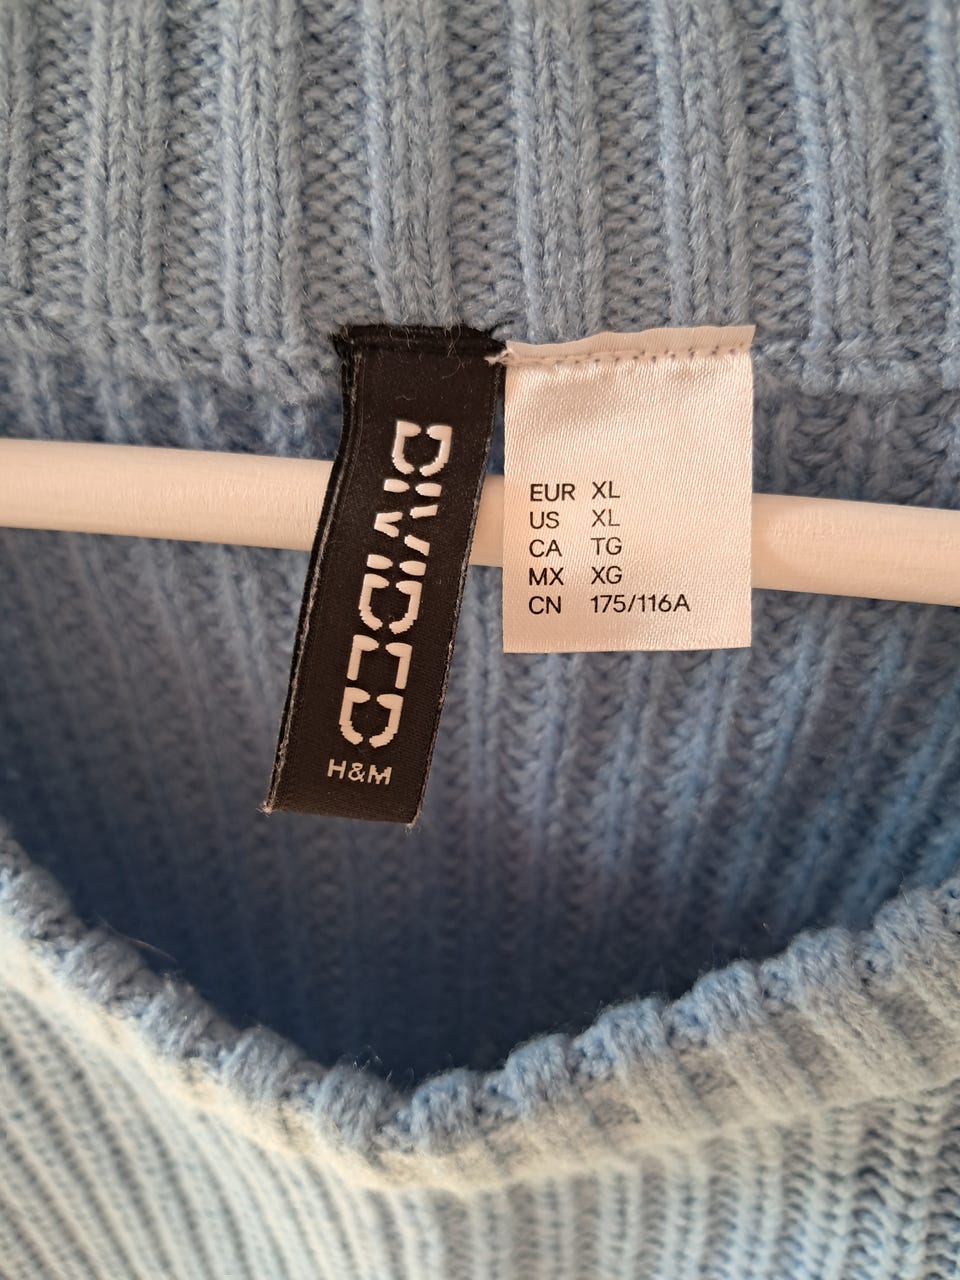 DIVIDED
H&M
EUR XL
US XL
CA TG
MX XG
CN 175/116A